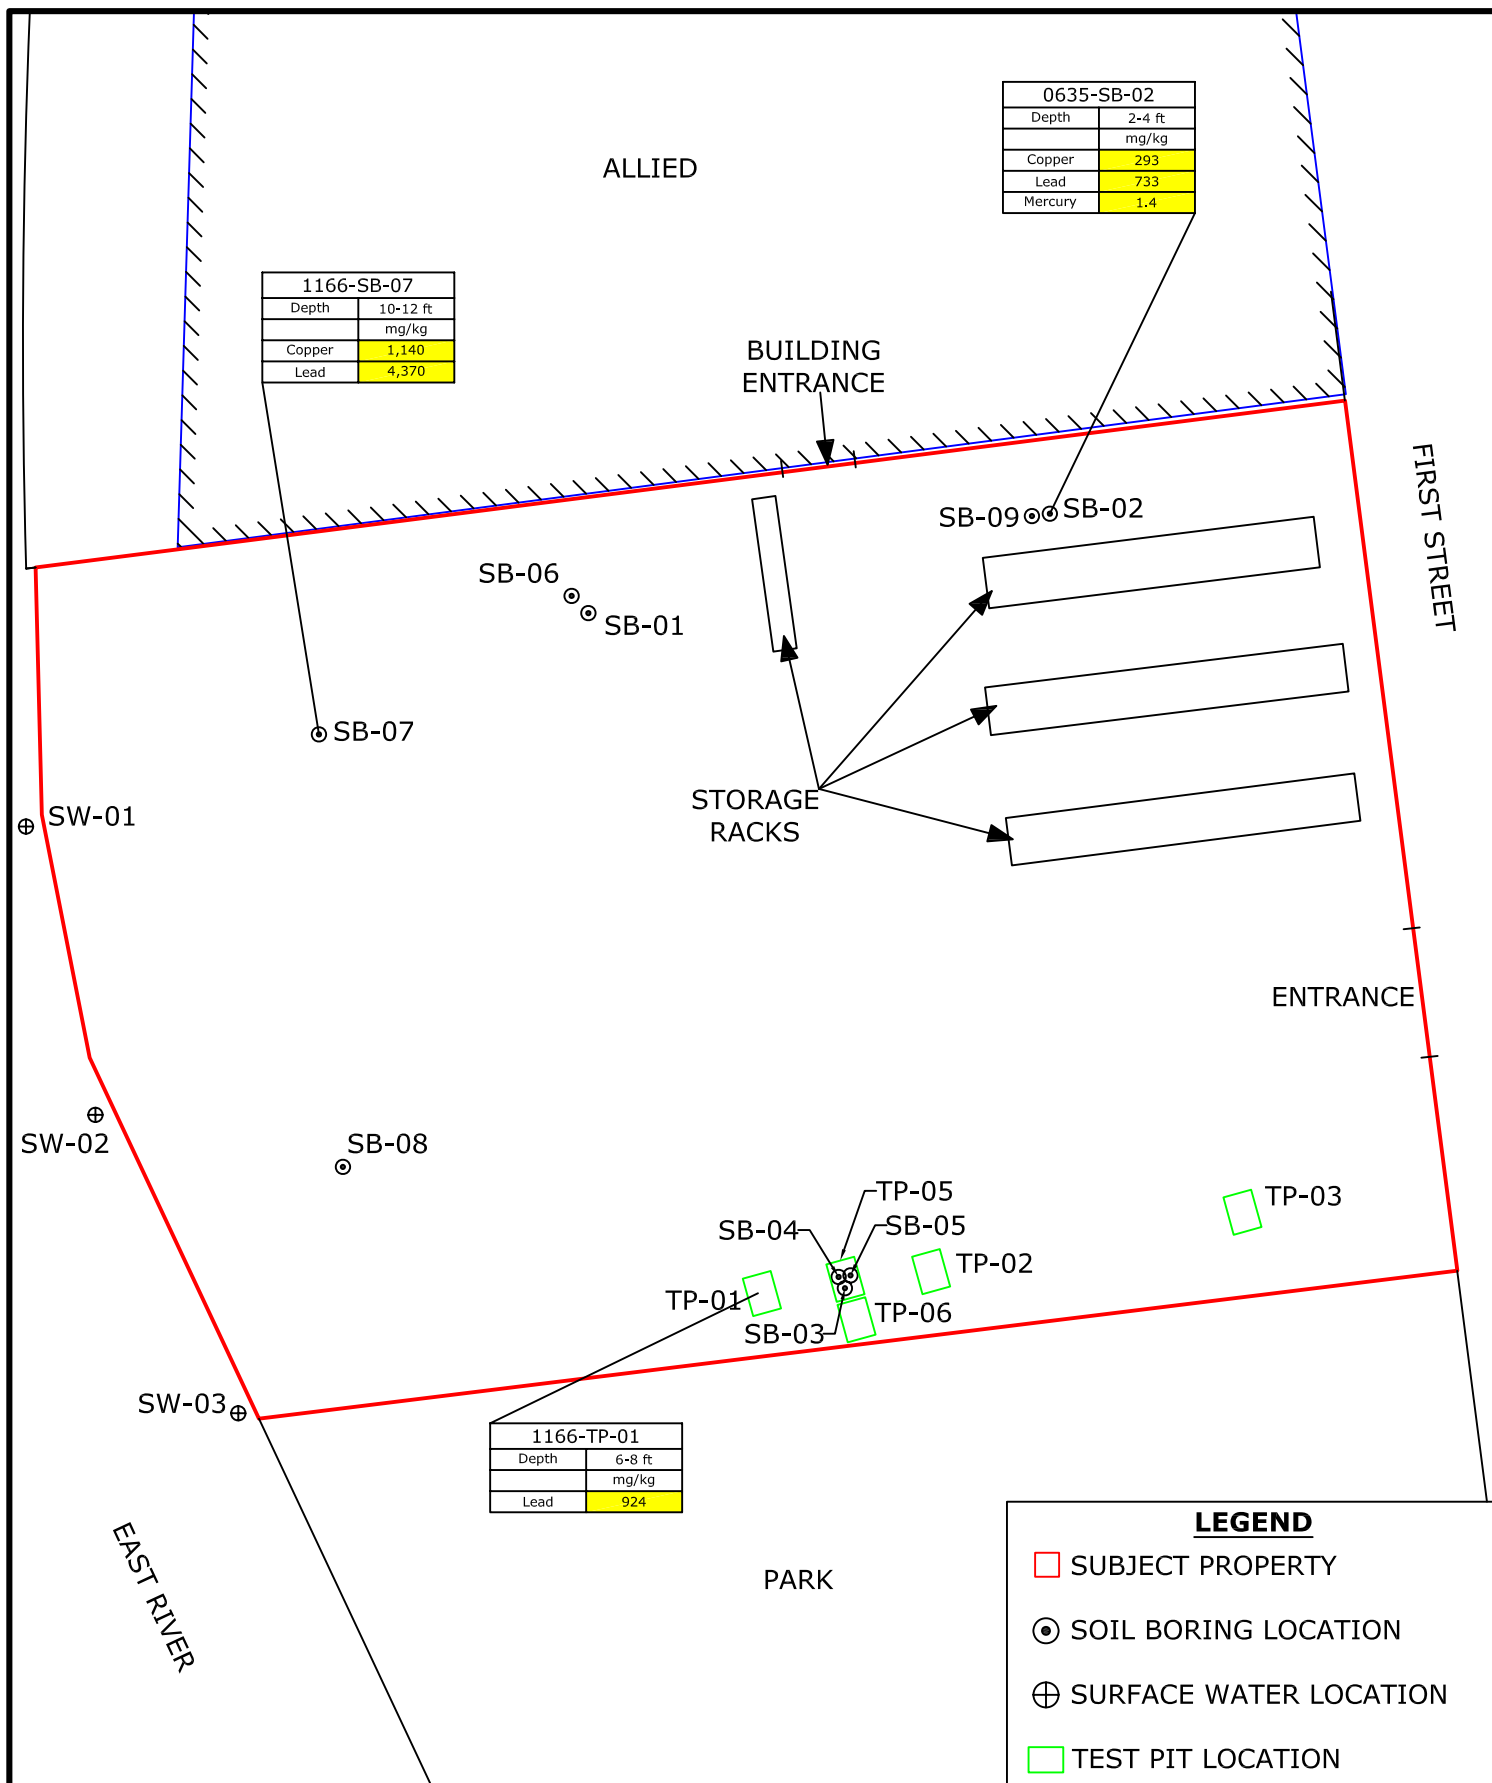 0635-SB-02
Depth 2-4 ft
mg/kg
Copper 293
Lead 733
Mercury 1.4
ALLIED
1166-SB-07
Depth 10-12 ft
mg/kg
Copper 1,140
Lead 4,370
BUILDING
ENTRANCE
FIRST STREET
SB-09
SB-02
SB-06
SB-01
SB-07
STORAGE
RACKS
SW-01
ENTRANCE
SW-02
SB-08
TP-05
TP-03
SB-04
SB-05
TP-02
TP-01
TP-06
SB-03
SW-03
1166-TP-01
Depth 6-8 ft
mg/kg
Lead 924
EAST RIVER
PARK
LEGEND
SUBJECT PROPERTY
SOIL BORING LOCATION
SURFACE WATER LOCATION
TEST PIT LOCATION